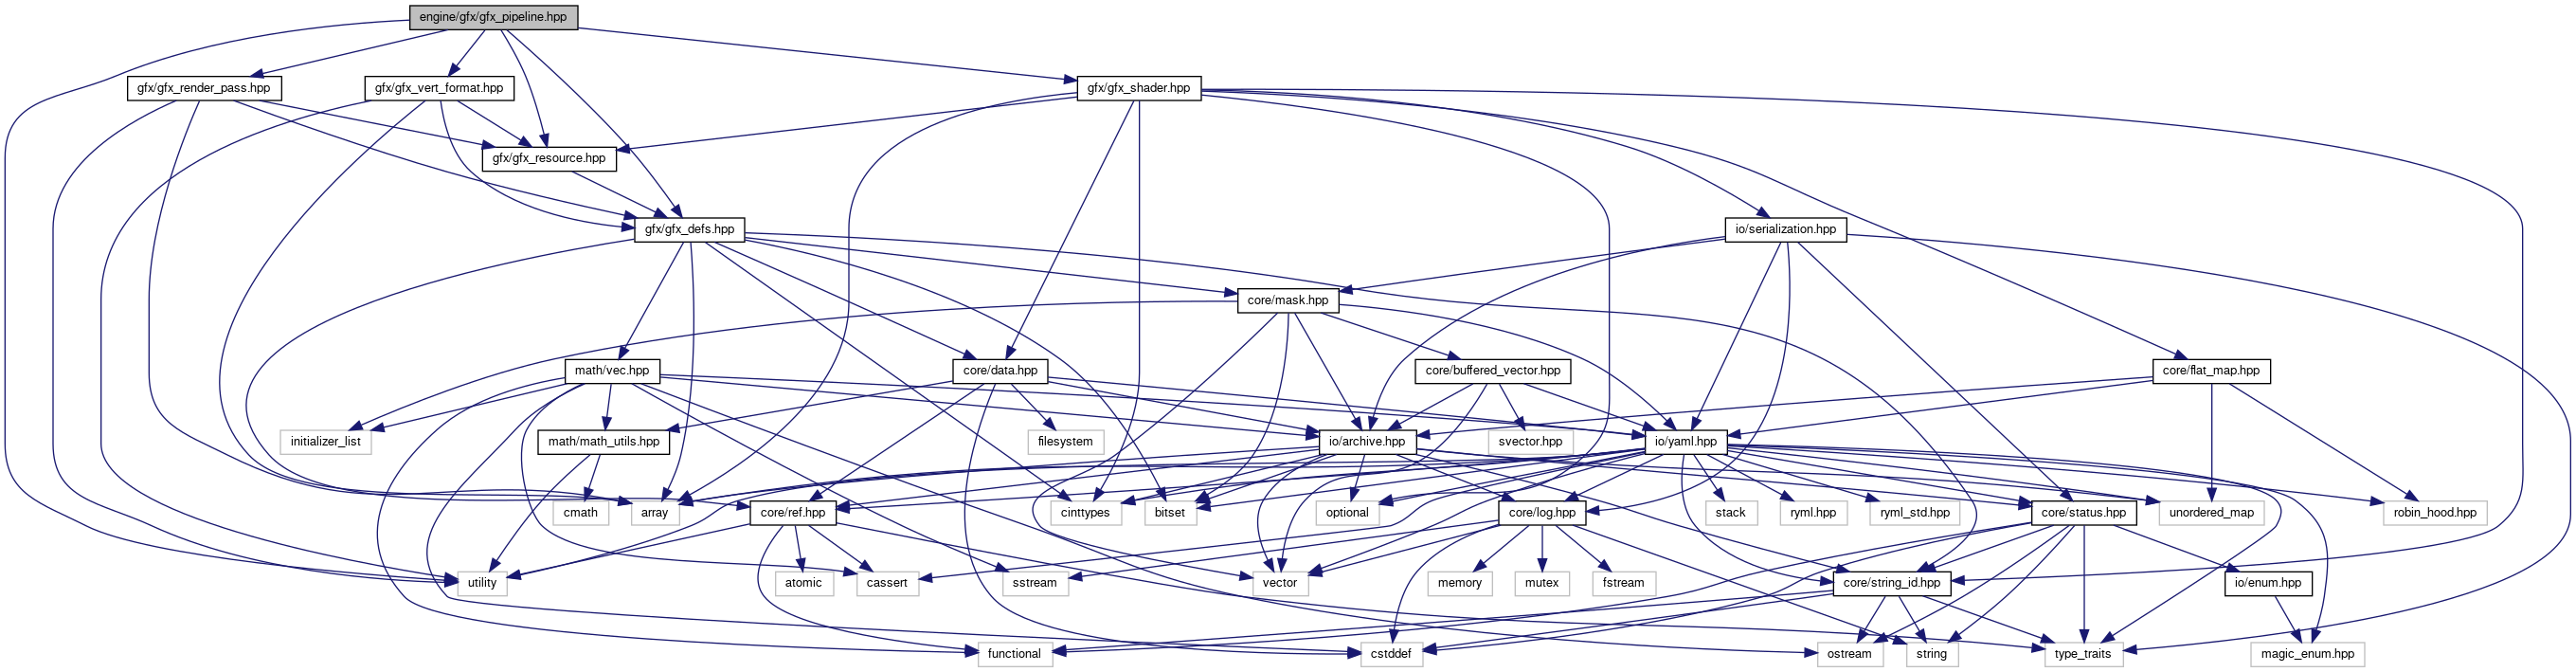 engine/gfx/gfx_pipeline.hpp
gfx/gfx_render_pass.hpp
gfx/gfx_vert_format.hpp
gfx/gfx_shader.hpp
gfx/gfx_resource.hpp
gfx/gfx_defs.hpp
io/serialization.hpp
core/mask.hpp
math/vec.hpp
core/data.hpp
core/buffered_vector.hpp
core/flat_map.hpp
initializer_list
math/math_utils.hpp
filesystem
io/archive.hpp
svector.hpp
io/yaml.hpp
cmath
array
core/ref.hpp
cinttypes
bitset
optional
core/log.hpp
stack
ryml.hpp
ryml_std.hpp
core/status.hpp
unordered_map
robin_hood.hpp
utility
atomic
cassert
sstream
vector
memory
mutex
fstream
core/string_id.hpp
io/enum.hpp
functional
cstddef
ostream
string
type_traits
magic_enum.hpp